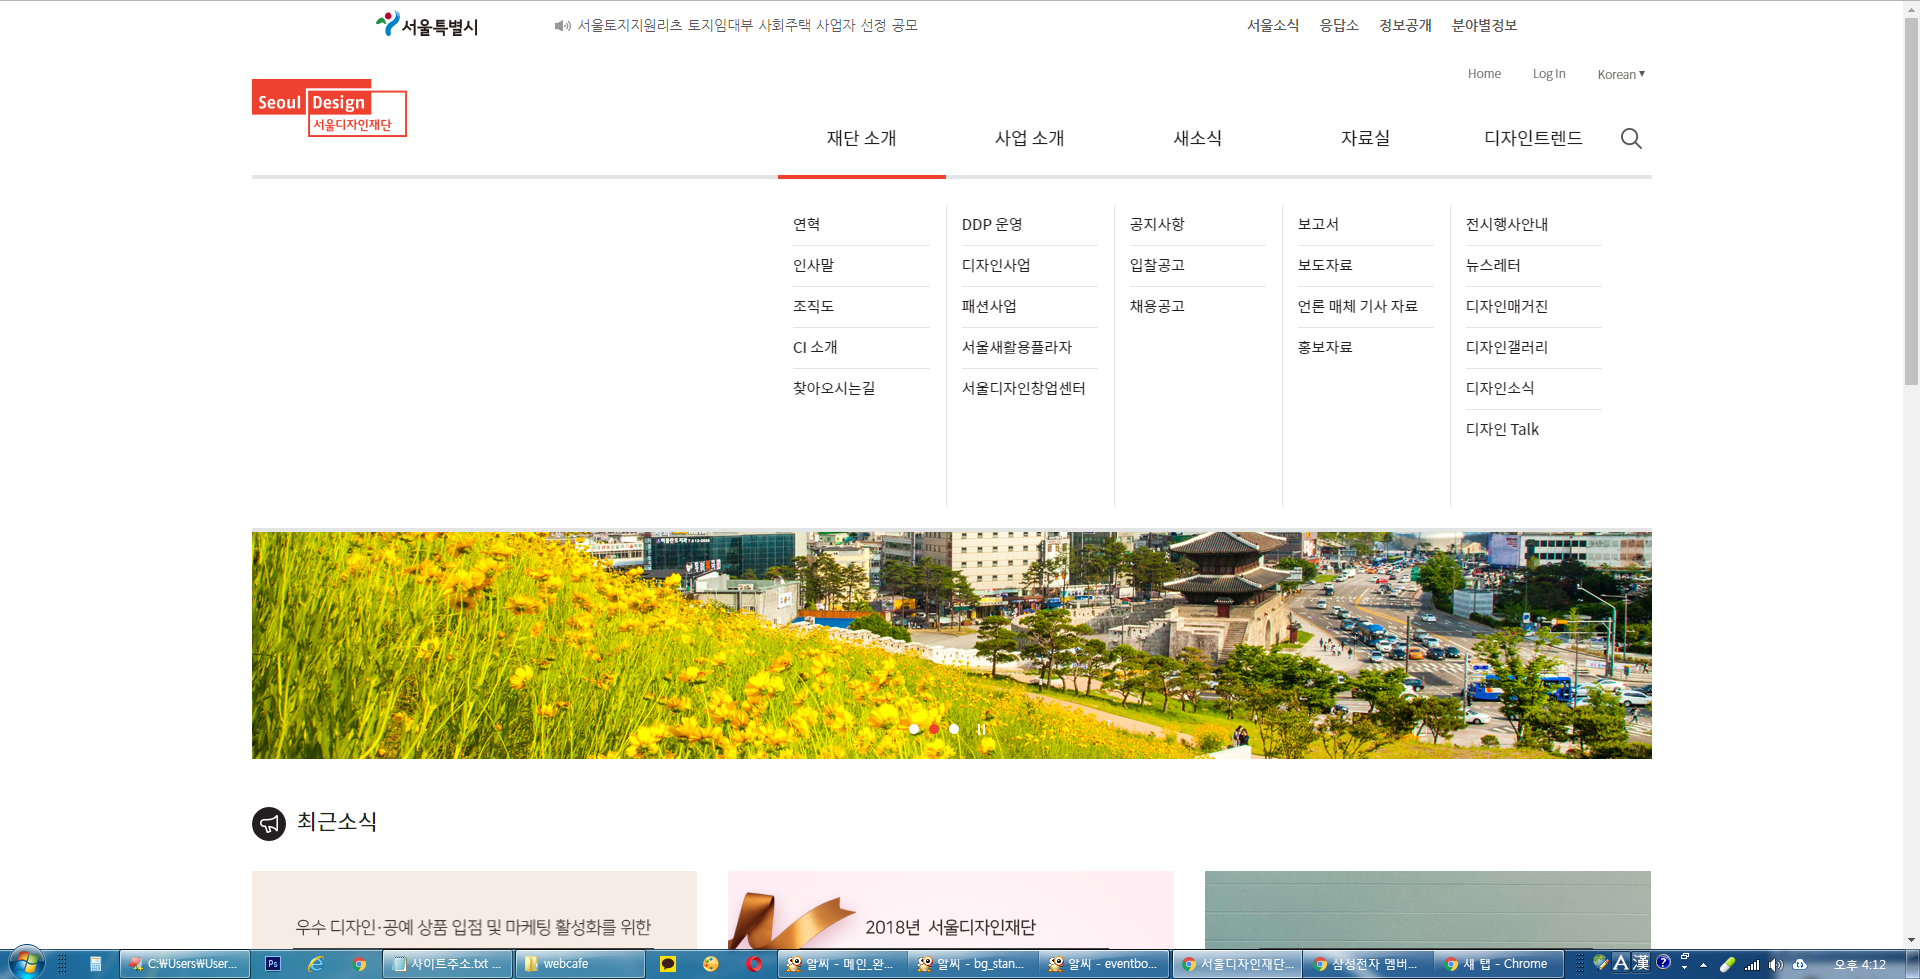 서울특별시
서울토지지원리츠 토지임대부 사회주택 사업자 선정 공모
서울소식 응답소 정보공개 분야별정보
Home Log In Korean ▼
Seoul Design
서울디자인재단
재단 소개 사업 소개 새소식 자료실 디자인트렌드
연혁 DDP 운영 공지사항 보고서 전시행사안내
인사말 디자인사업 입찰공고 보도자료 뉴스레터
조직도 패션사업 채용공고 언론 매체 기사 자료 디자인매거진
CI 소개 서울새활용플라자 홍보자료 디자인갤러리
찾아오시는길 서울디자인창업센터 디자인소식
디자인 Talk
최근소식
우수 디자인·공예 상품 입점 및 마케팅 활성화를 위한
2018년 서울디자인재단
C:₩Users₩User... Ps 사이트주소.txt ... webcafe 알씨 - 메인_완... 알씨 - bg_stan... 알씨 - eventbo... 서울디자인재단... 삼성전자 멤버... 새 탭 - Chrome A 漢 오후 4:12